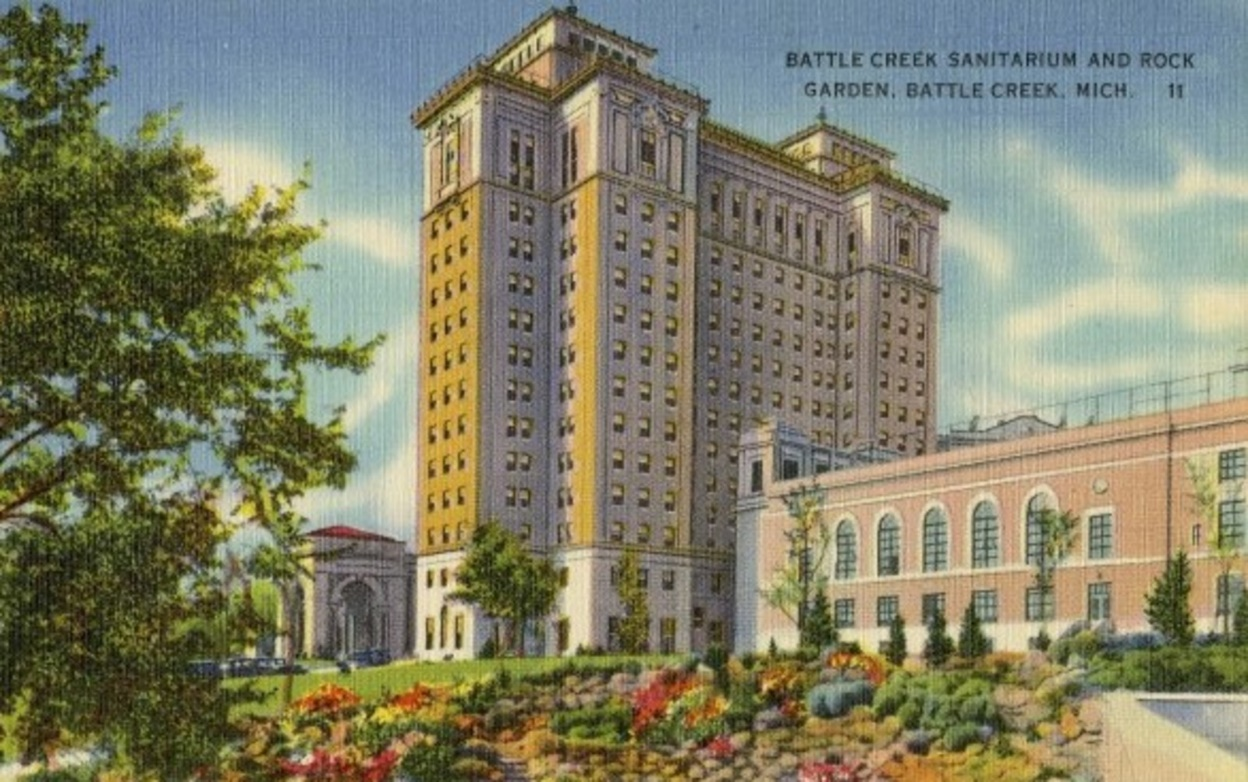 BATTLE CREEK SANITARIUM AND ROCK
GARDEN, BATTLE CREEK, MICH. 11